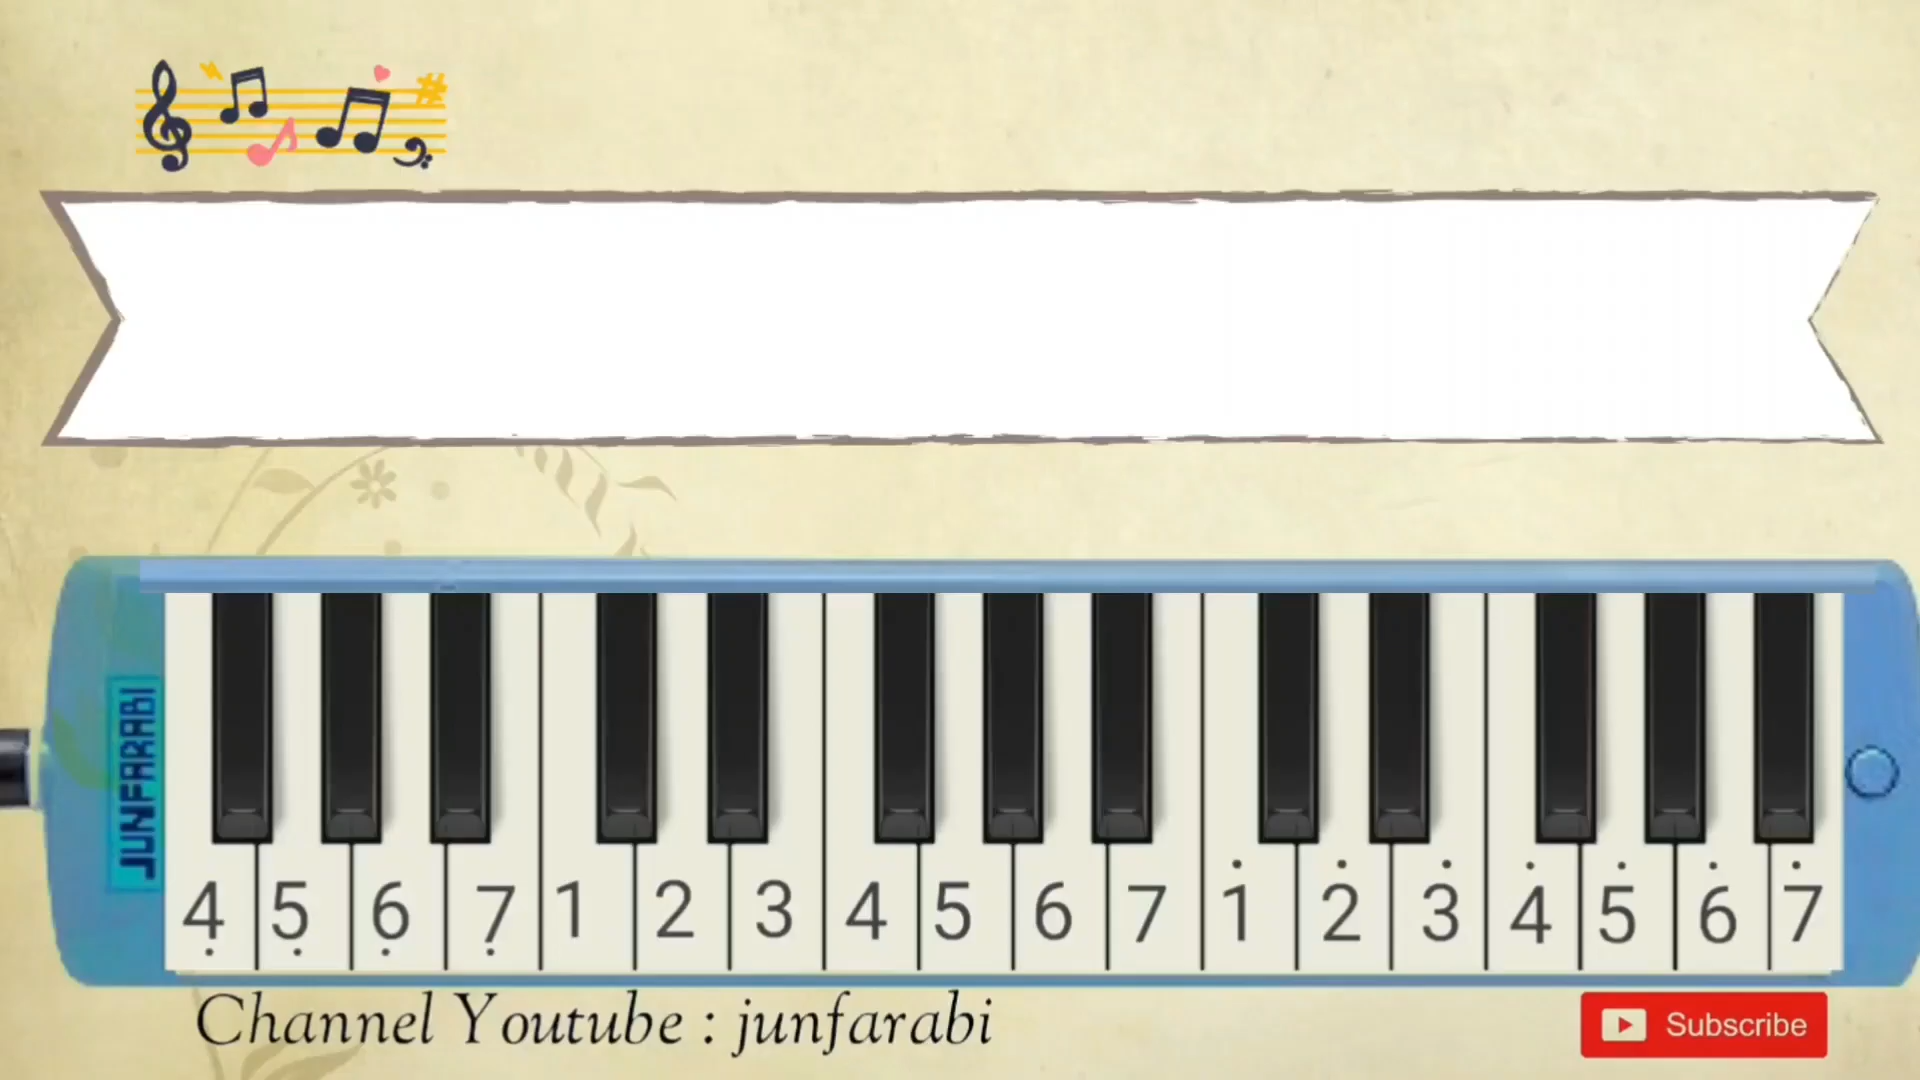 JUNFARABI
4̣ 5̣ 6̣ 7̣ 1 2 3 4 5 6 7 1̇ 2̇ 3̇ 4̇ 5̇ 6̇ 7̇
Channel Youtube : junfarabi
Subscribe